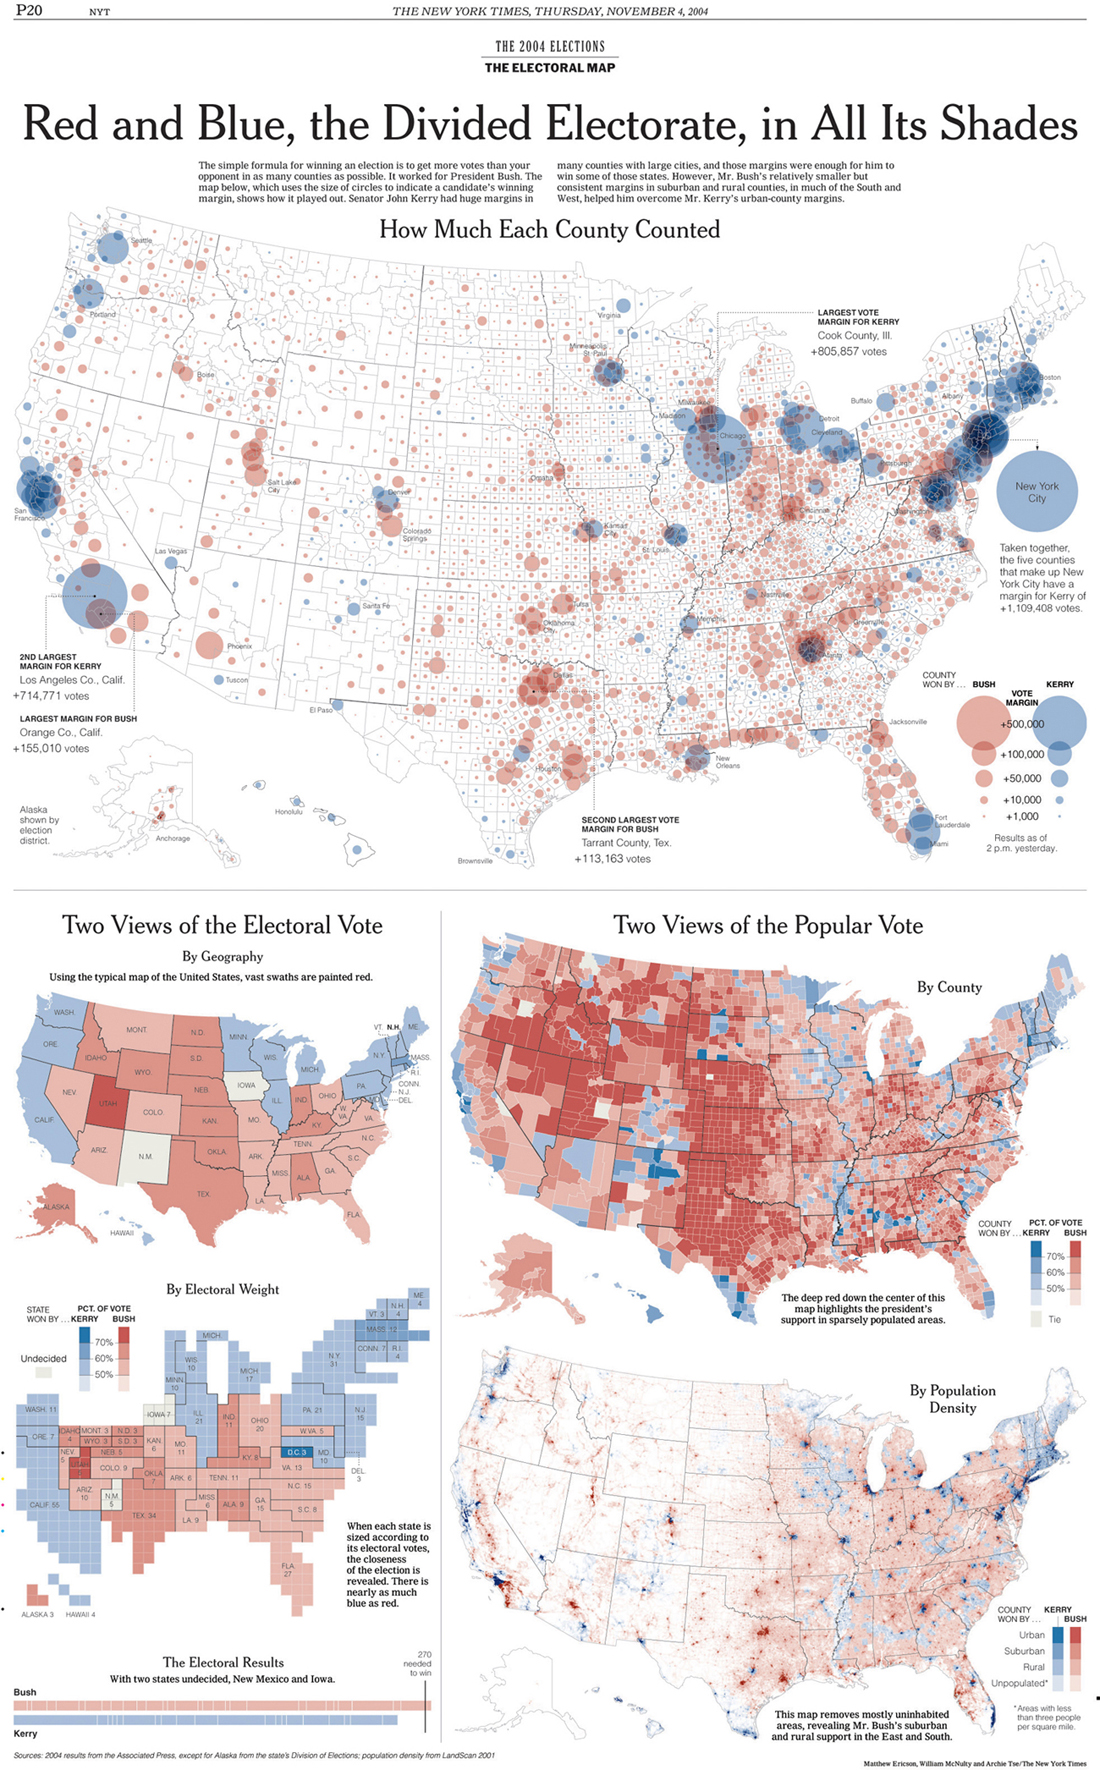 P20
NYT
THE NEW YORK TIMES, THURSDAY, NOVEMBER 4, 2004
THE 2004 ELECTIONS
THE ELECTORAL MAP
Red and Blue, the Divided Electorate, in All Its Shades
The simple formula for winning an election is to get more votes than your
opponent in as many counties as possible. It worked for President Bush. The
map below, which uses the size of circles to indicate a candidate's winning
margin, shows how it played out. Senator John Kerry had huge margins in
many counties with large cities, and those margins were enough for him to
win some of those states. However, Mr. Bush's relatively smaller but
consistent margins in suburban and rural counties, in much of the South and
West, helped him overcome Mr. Kerry's urban-county margins.
How Much Each County Counted
Seattle
Portland
Boise
Virginia
Minneapolis
St. Paul
LARGEST VOTE
MARGIN FOR KERRY
Cook County, Ill.
+805,857 votes
Milwaukee
Madison
Chicago
Detroit
Cleveland
Buffalo
Albany
Boston
Pittsburgh
Washington
New York
City
Taken together,
the five counties
that make up New
York City have a
margin for Kerry of
+1,109,408 votes.
San
Francisco
Salt Lake
City
Denver
Colorado
Springs
Omaha
Kansas
City
St. Louis
Cincinnati
Las Vegas
Santa Fe
Tulsa
Oklahoma
City
Nashville
Memphis
Greenville
Atlanta
Phoenix
Tuscon
El Paso
Dallas
Houston
New
Orleans
Jacksonville
Fort
Lauderdale
Miami
Brownsville
2ND LARGEST
MARGIN FOR KERRY
Los Angeles Co., Calif.
+714,771 votes
LARGEST MARGIN FOR BUSH
Orange Co., Calif.
+155,010 votes
SECOND LARGEST VOTE
MARGIN FOR BUSH
Tarrant County, Tex.
+113,163 votes
Alaska
shown by
election
district.
Anchorage
Honolulu
COUNTY
WON BY ... BUSH KERRY
VOTE
MARGIN
+500,000
+100,000
+50,000
+10,000
+1,000
Results as of
2 p.m. yesterday.
Two Views of the Electoral Vote
By Geography
Using the typical map of the United States, vast swaths are painted red.
WASH.
ORE.
CALIF.
NEV.
IDAHO
MONT.
WYO.
UTAH
ARIZ.
COLO.
N.M.
N.D.
S.D.
NEB.
KAN.
OKLA.
TEX.
MINN.
IOWA
MO.
ARK.
LA.
WIS.
ILL.
MICH.
IND.
OHIO
KY.
TENN.
MISS.
ALA.
GA.
FLA.
S.C.
N.C.
VA.
W.
VA.
PA.
N.Y.
VT.
N.H.
ME.
MASS.
R.I.
CONN.
N.J.
DEL.
MD.
ALASKA
HAWAII
By Electoral Weight
STATE
WON BY ... KERRY BUSH
PCT. OF VOTE
70%
60%
50%
Undecided
ME.
4
VT. 3
N.H.
4
MASS. 12
CONN. 7
R.I.
4
N.Y.
31
MICH.
WIS.
10
MICH
17
MINN.
10
WASH. 11
ORE. 7
IDAHO
4
MONT 3
N.D. 3
WYO. 3
S.D. 3
NEV.
5
UTAH
NEB. 5
COLO. 9
KAN.
6
IOWA 7
MO.
11
ILL
21
IND.
11
OHIO
20
PA. 21
N.J.
15
W.VA. 5
D.C. 3
MD.
10
DEL.
3
KY. 8
VA. 13
N.C. 15
S.C. 8
CALIF. 55
ARIZ.
10
N.M.
5
OKLA.
7
ARK. 6
TENN. 11
TEX. 34
LA. 9
MISS.
6
ALA. 9
GA.
15
FLA.
27
ALASKA 3
HAWAII 4
When each state is
sized according to
its electoral votes,
the closeness
of the election is
revealed. There is
nearly as much
blue as red.
The Electoral Results
With two states undecided, New Mexico and Iowa.
270
needed
to win
Bush
Kerry
Two Views of the Popular Vote
By County
COUNTY
WON BY ... KERRY BUSH
PCT. OF VOTE
70%
60%
50%
Tie
The deep red down the center of this
map highlights the president's
support in sparsely populated areas.
By Population
Density
COUNTY
WON BY ... KERRY BUSH
Urban
Suburban
Rural
Unpopulated*
*Areas with less
than three people
per square mile.
This map removes mostly uninhabited
areas, revealing Mr. Bush's suburban
and rural support in the East and South.
Sources: 2004 results from the Associated Press, except for Alaska from the state's Division of Elections; population density from LandScan 2001
Matthew Ericson, William McNulty and Archie Tse/The New York Times